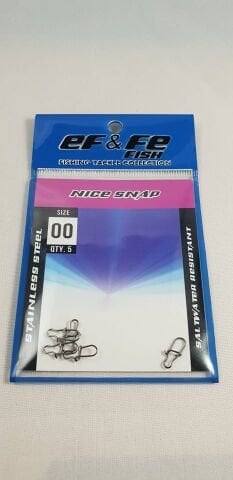 EF & FE
FISH
FISHING TACKLE COLLECTION
NICE SNAP
SIZE
00
QTY. 5
STAINLESS STEEL
SALTWATER RESISTANT